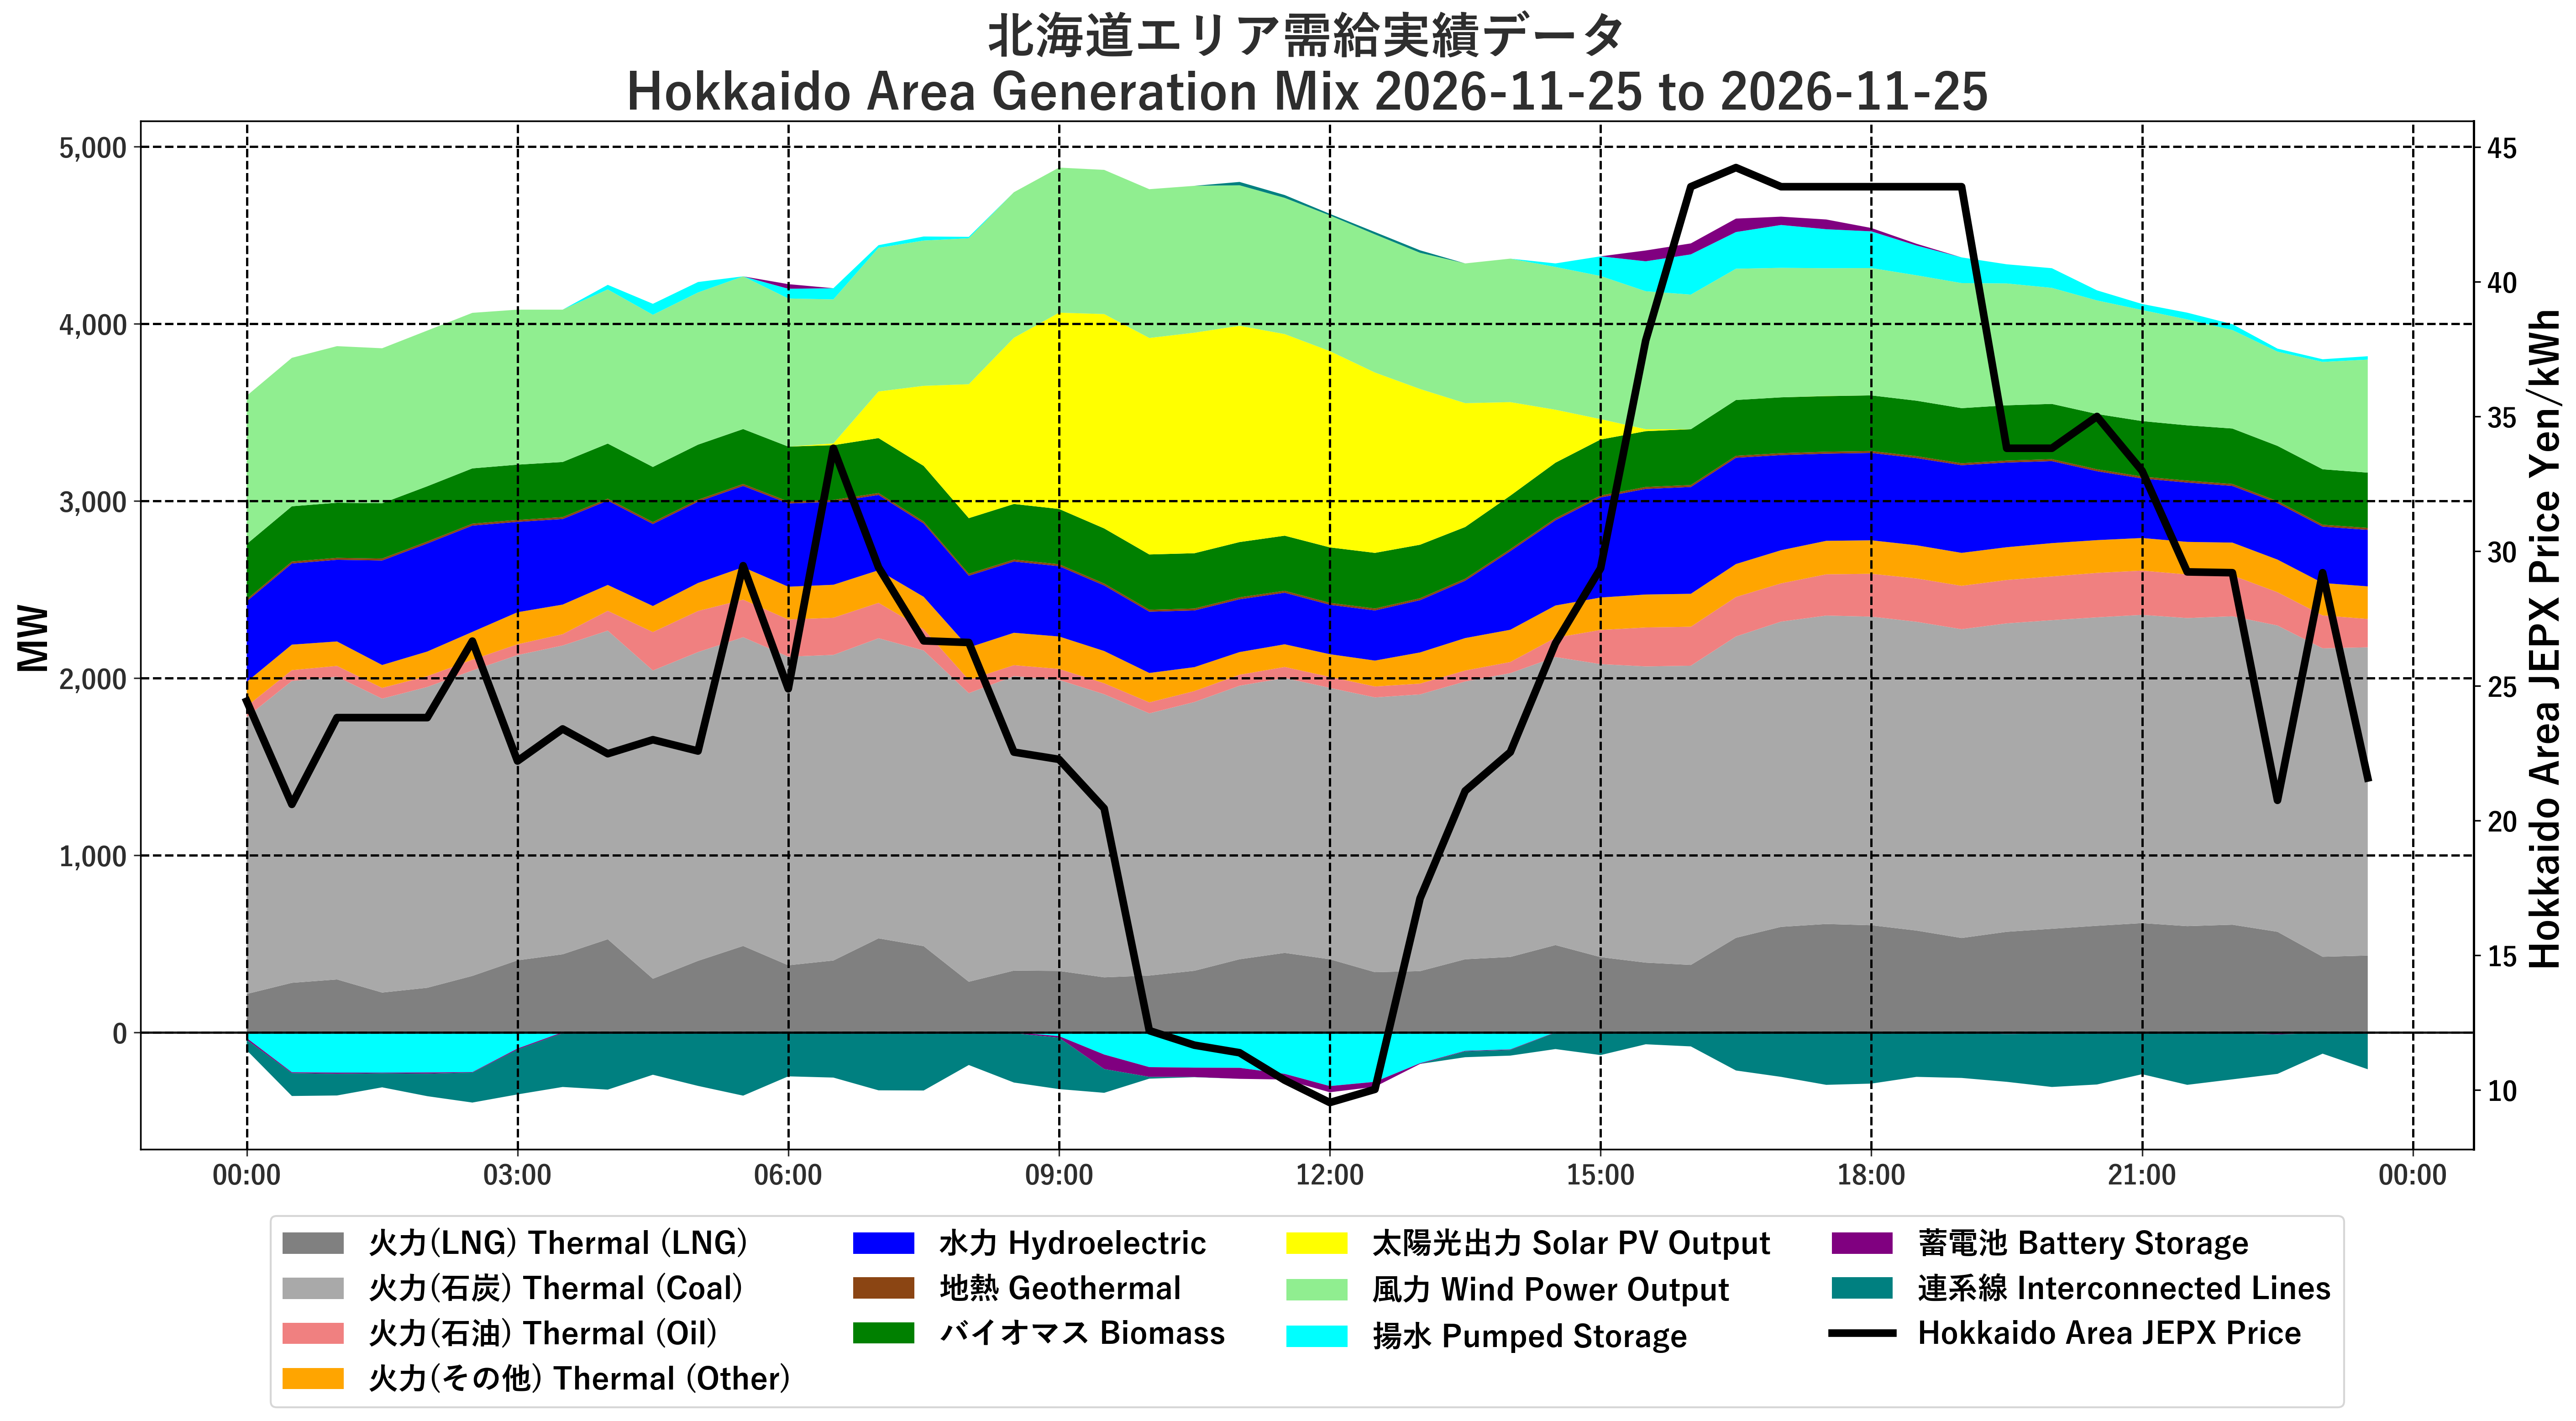 北海道エリア需給実績データ
Hokkaido Area Generation Mix 2026-11-25 to 2026-11-25
5,000
4,000
3,000
2,000
1,000
0
MW
45
40
35
30
25
20
15
10
Hokkaido Area JEPX Price Yen/kWh
00:00 03:00 06:00 09:00 12:00 15:00 18:00 21:00 00:00
火力(LNG) Thermal (LNG)
火力(石炭) Thermal (Coal)
火力(石油) Thermal (Oil)
火力(その他) Thermal (Other)
水力 Hydroelectric
地熱 Geothermal
バイオマス Biomass
太陽光出力 Solar PV Output
風力 Wind Power Output
揚水 Pumped Storage
蓄電池 Battery Storage
連系線 Interconnected Lines
Hokkaido Area JEPX Price